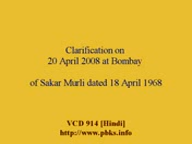 Clarification on
20 April 2008 at Bombay
of Sakar Murli dated 18 April 1968
VCD 914 [Hindi]
http://www.pbks.info